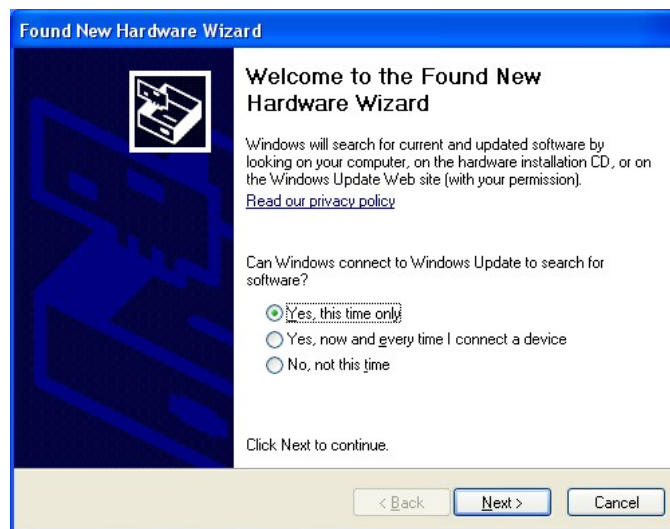 Found New Hardware Wizard
Welcome to the Found New
Hardware Wizard
Windows will search for current and updated software by
looking on your computer, on the hardware installation CD, or on
the Windows Update Web site (with your permission).
Read our privacy policy
Can Windows connect to Windows Update to search for
software?
Yes, this time only
Yes, now and every time I connect a device
No, not this time
Click Next to continue.
< Back
Next >
Cancel